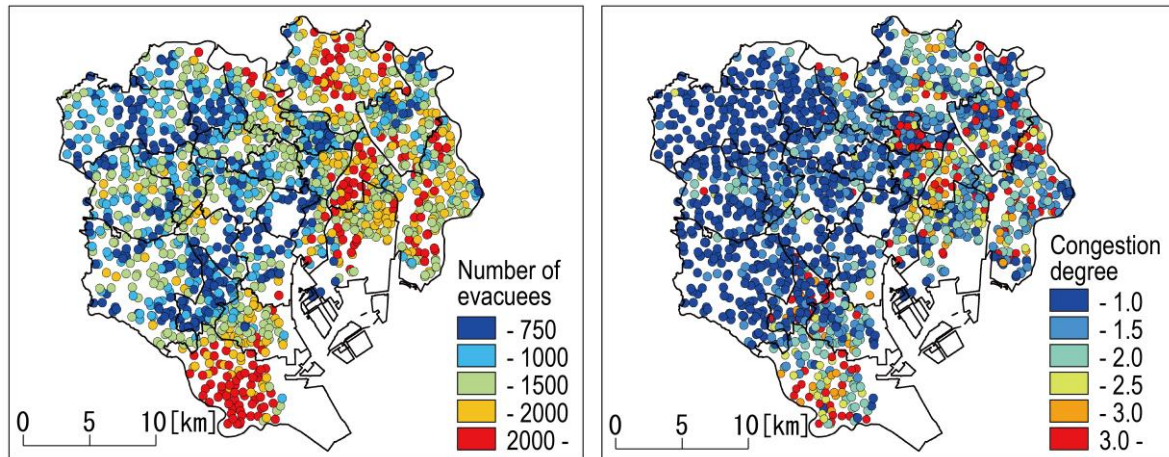 Number of
evacuees
- 750
- 1000
- 1500
- 2000
2000 -
0 5 10 [km]
Congestion
degree
- 1.0
- 1.5
- 2.0
- 2.5
- 3.0
3.0 -
0 5 10 [km]